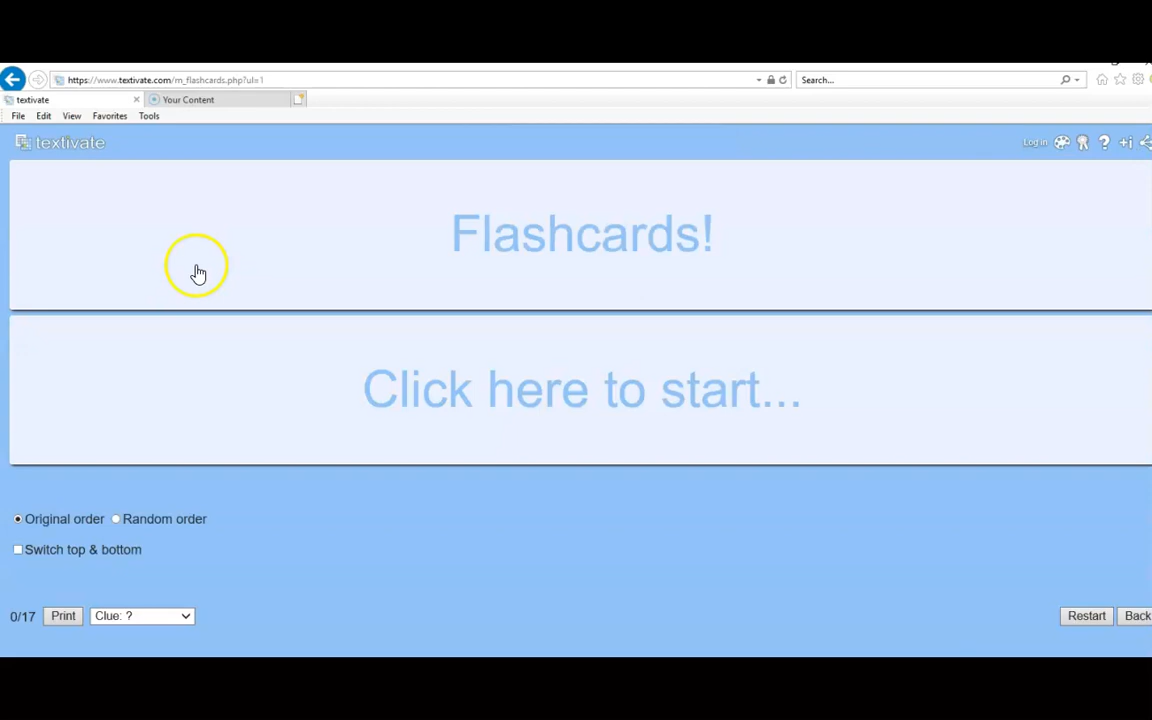 https://www.textivate.com/m_flashcards.php?ul=1
Search...
textivate
Your Content
File Edit View Favorites Tools
textivate
Log in
? +i
Flashcards!
Click here to start...
Original order Random order
Switch top & bottom
0/17 Print Clue: ? Restart Back